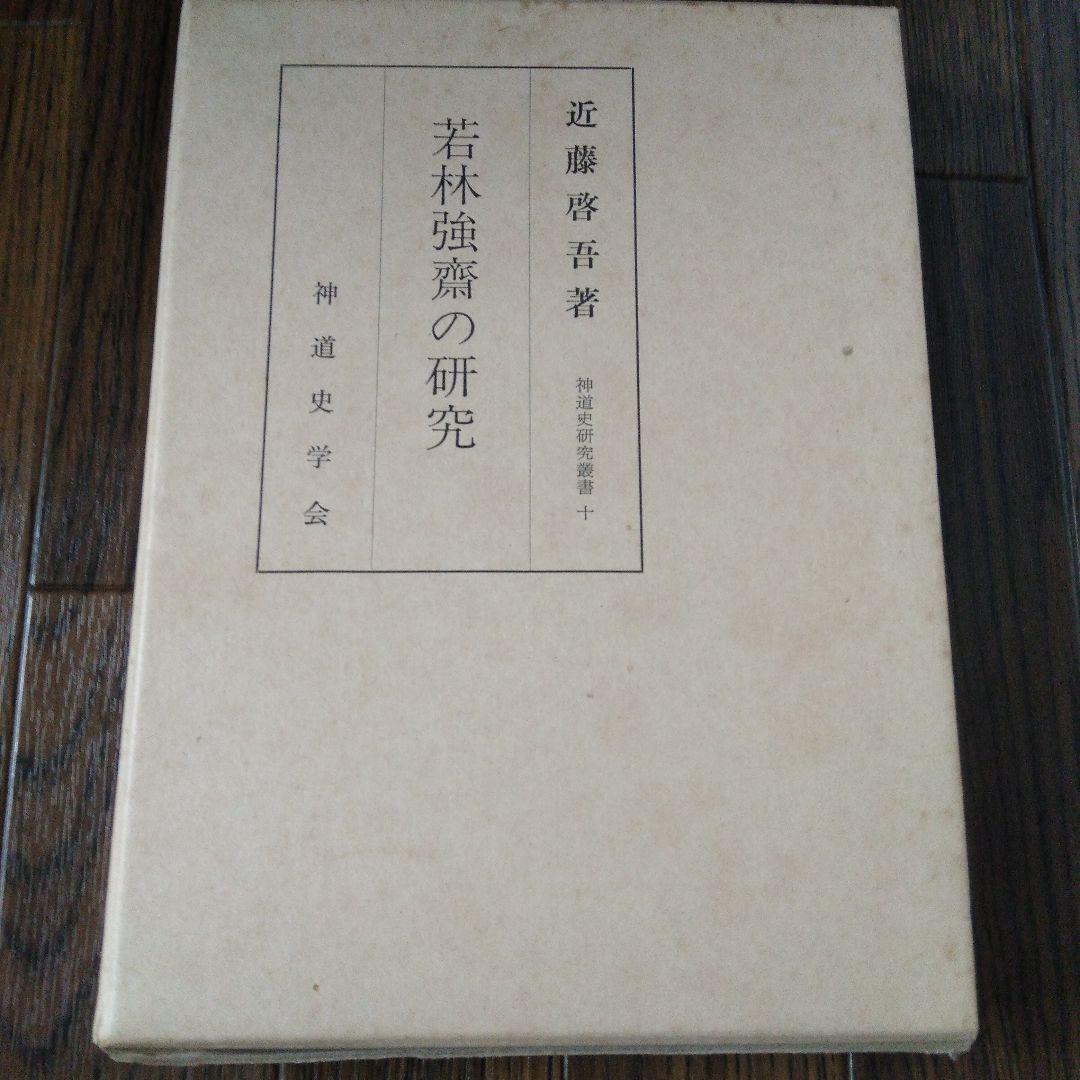 近藤啓吾著
神道史研究叢書 十
若林強齋の研究
神道史学会